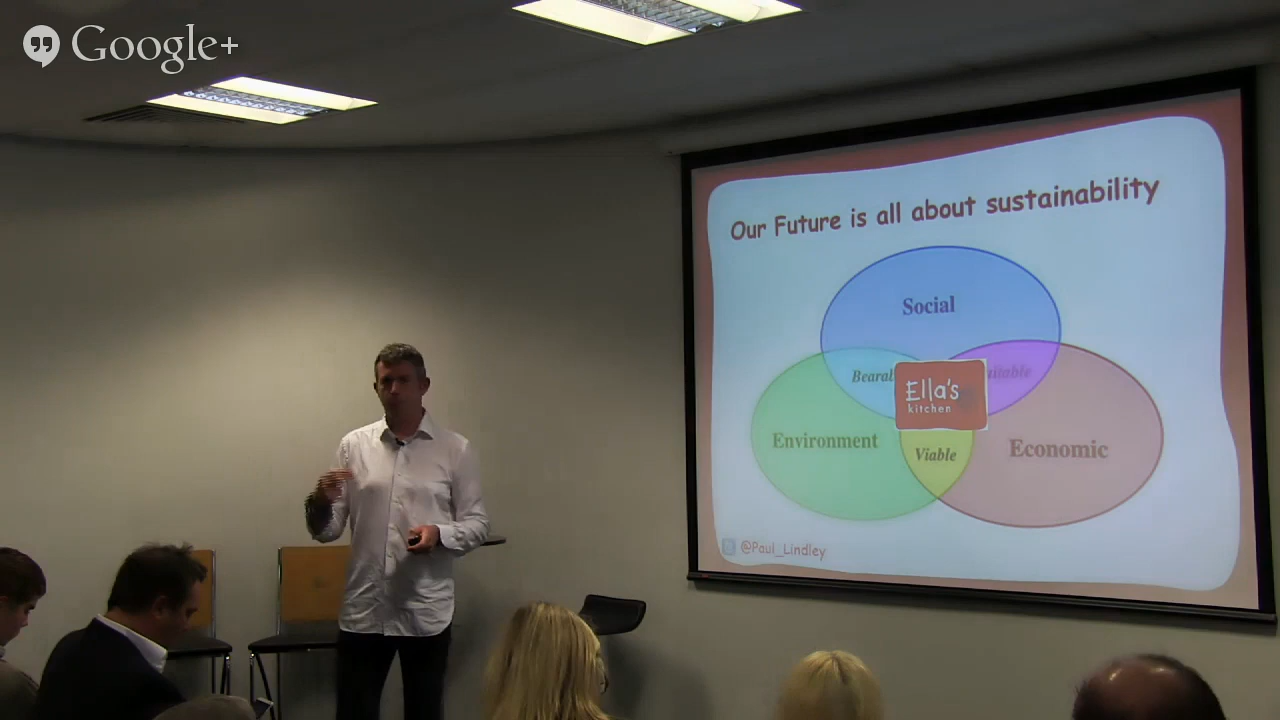 Google+
Our Future is all about sustainability
Social
Ella's
kitchen
Environment
Viable
Economic
@Paul_Lindley